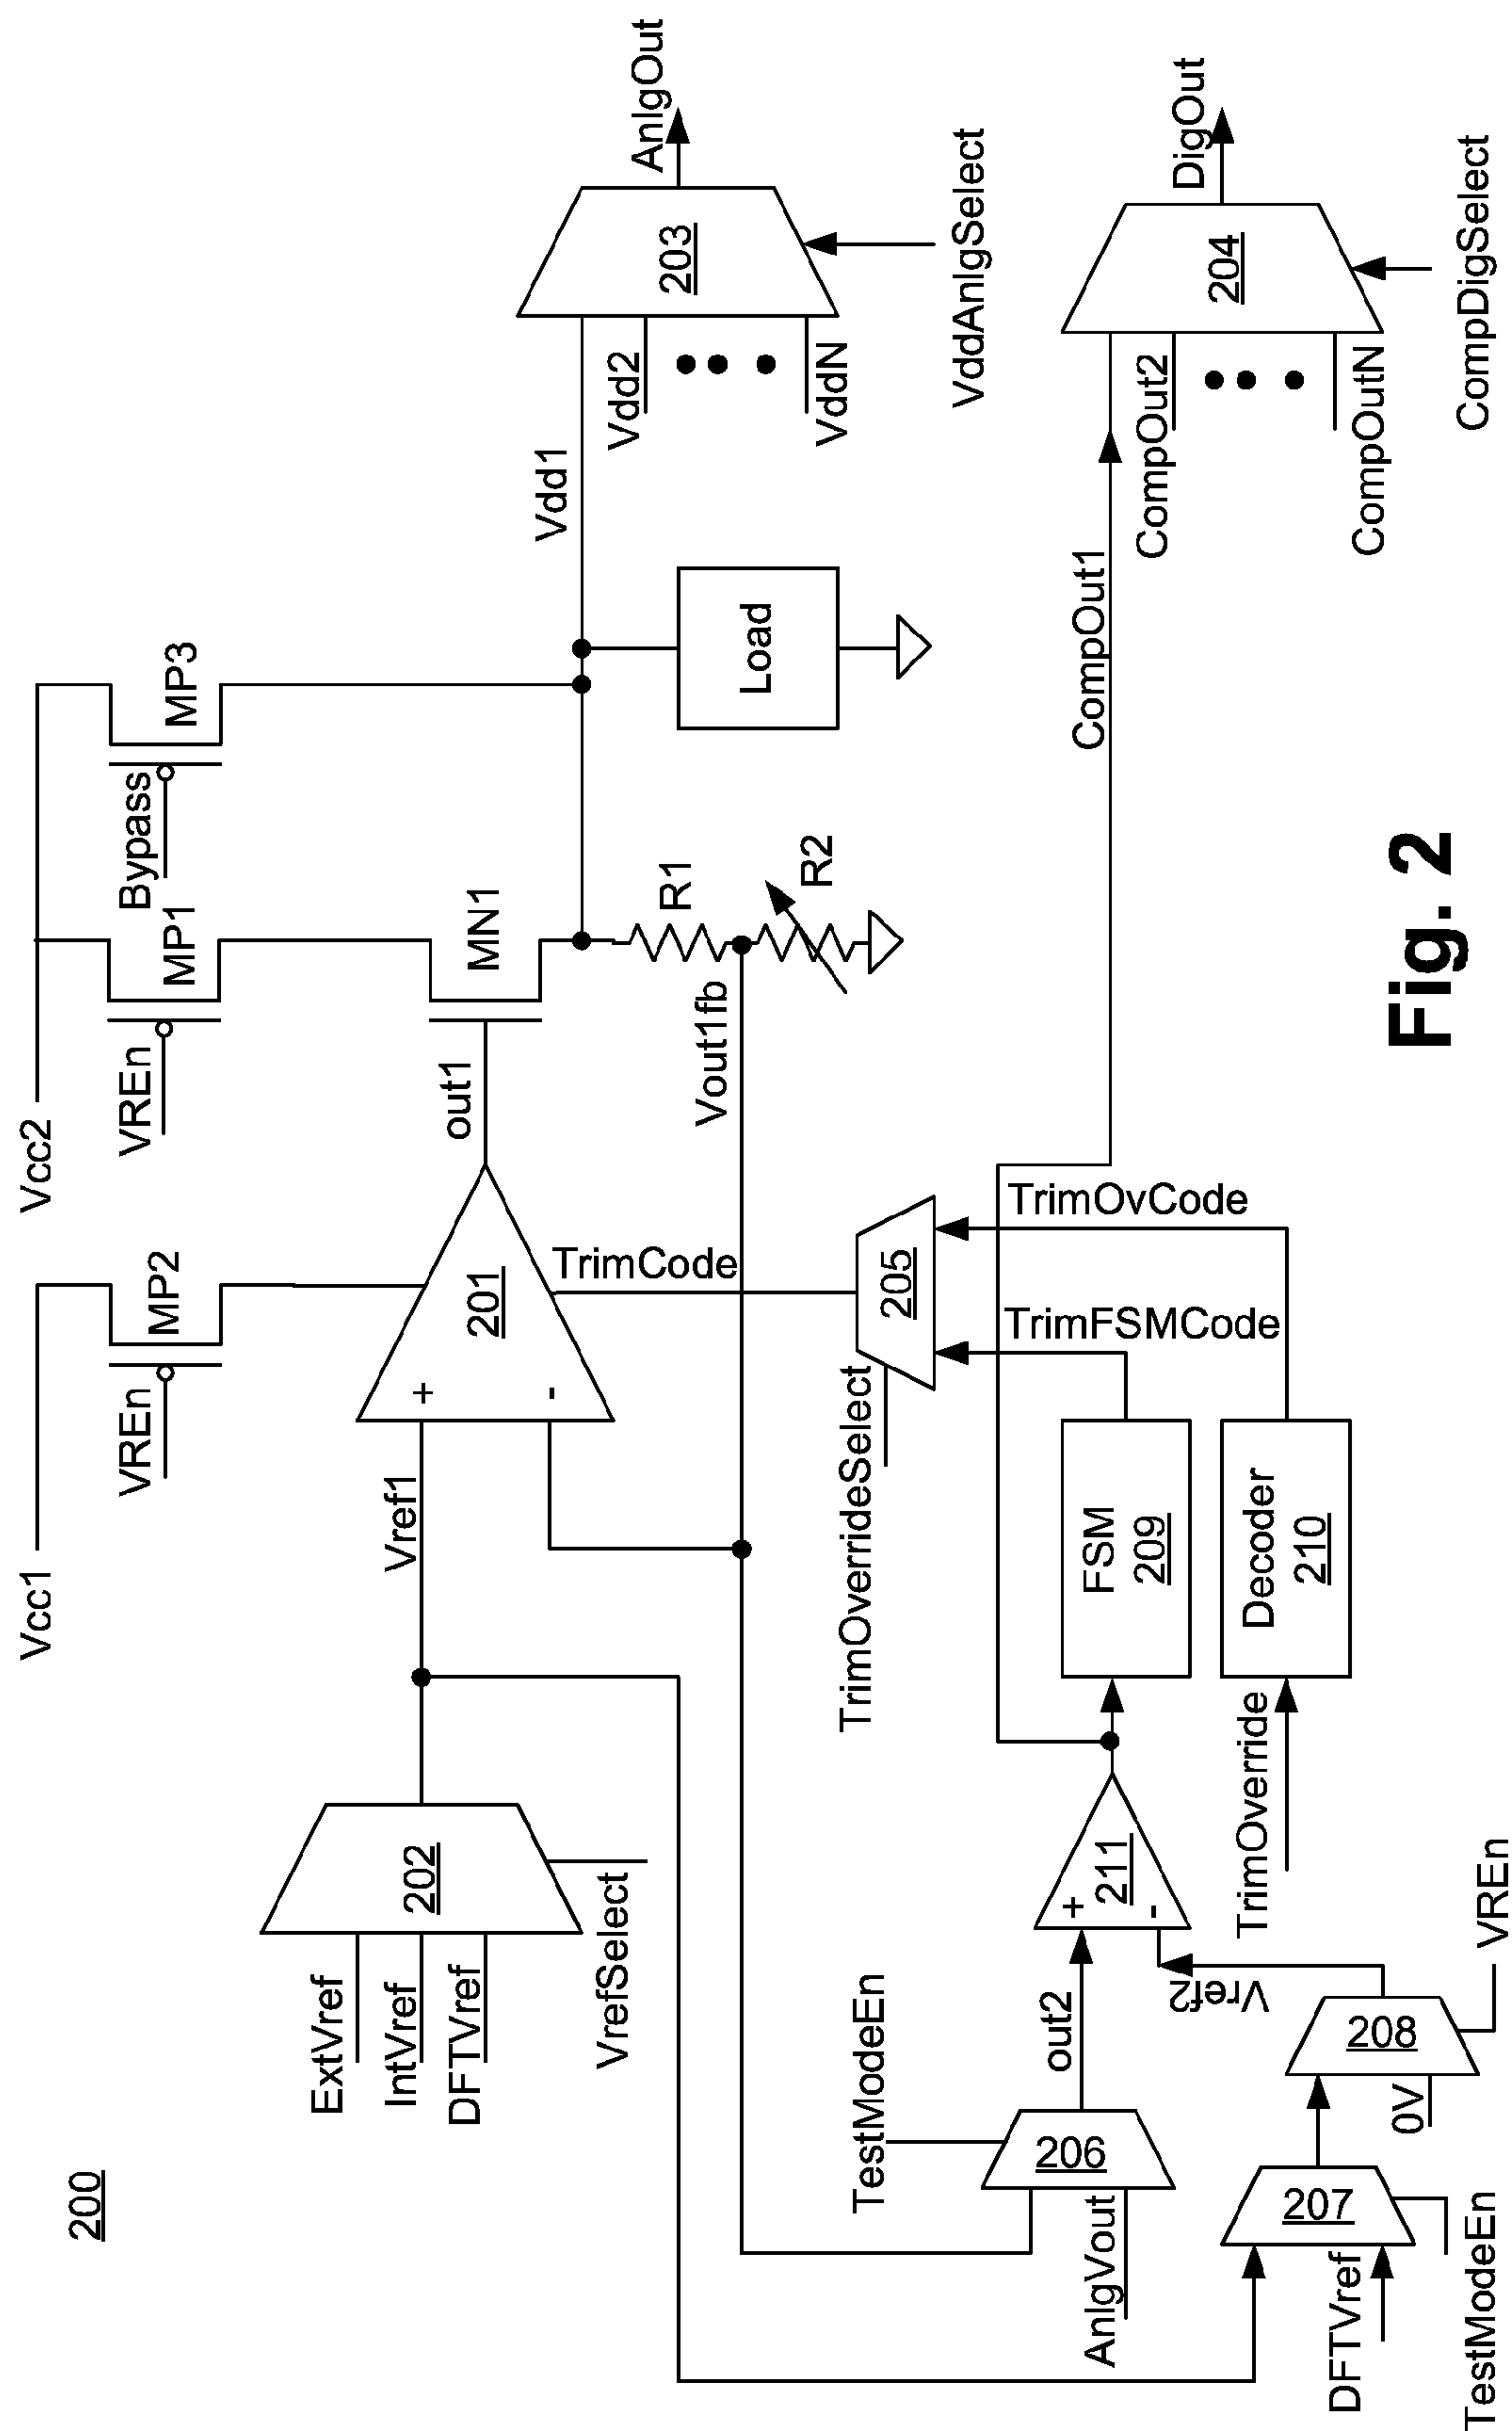 200
Vcc1
Vcc2
VREn
MP2
VREn
MP1
Bypass
MP3
ExtVref
IntVref
DFTVref
202
VrefSelect
Vref1
+
-
201
out1
MN1
Vdd1
Vdd2
VddN
203
AnlgOut
VddAnlgSelect
TrimCode
Vout1fb
R1
R2
Load
TrimOverrideSelect
205
TrimFSMCode
TrimOvCode
TestModeEn
206
AnlgVout
out2
+
-
211
FSM
209
CompOut1
CompOut2
CompOutN
204
DigOut
CompDigSelect
TrimOverride
Decoder
210
DFTVref
207
TestModeEn
0V
208
Vref2
VREn
Fig. 2